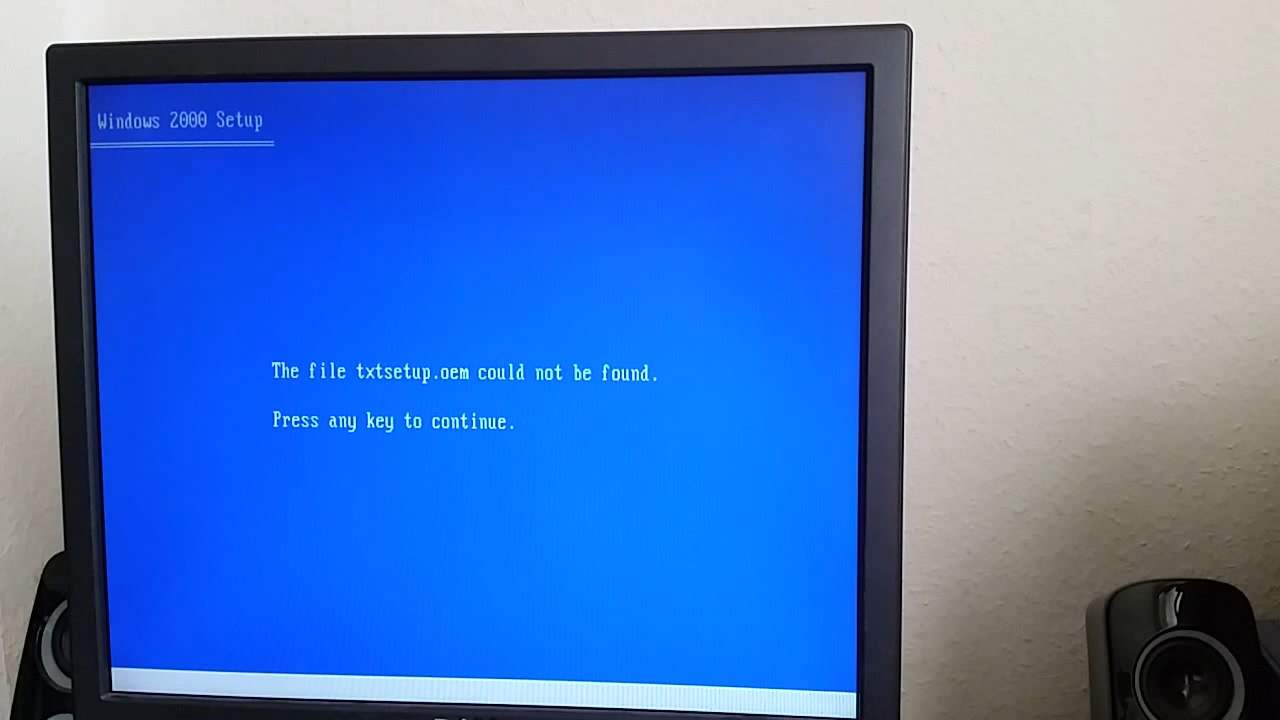 Windows 2000 Setup
The file txtsetup.oem could not be found.
Press any key to continue.